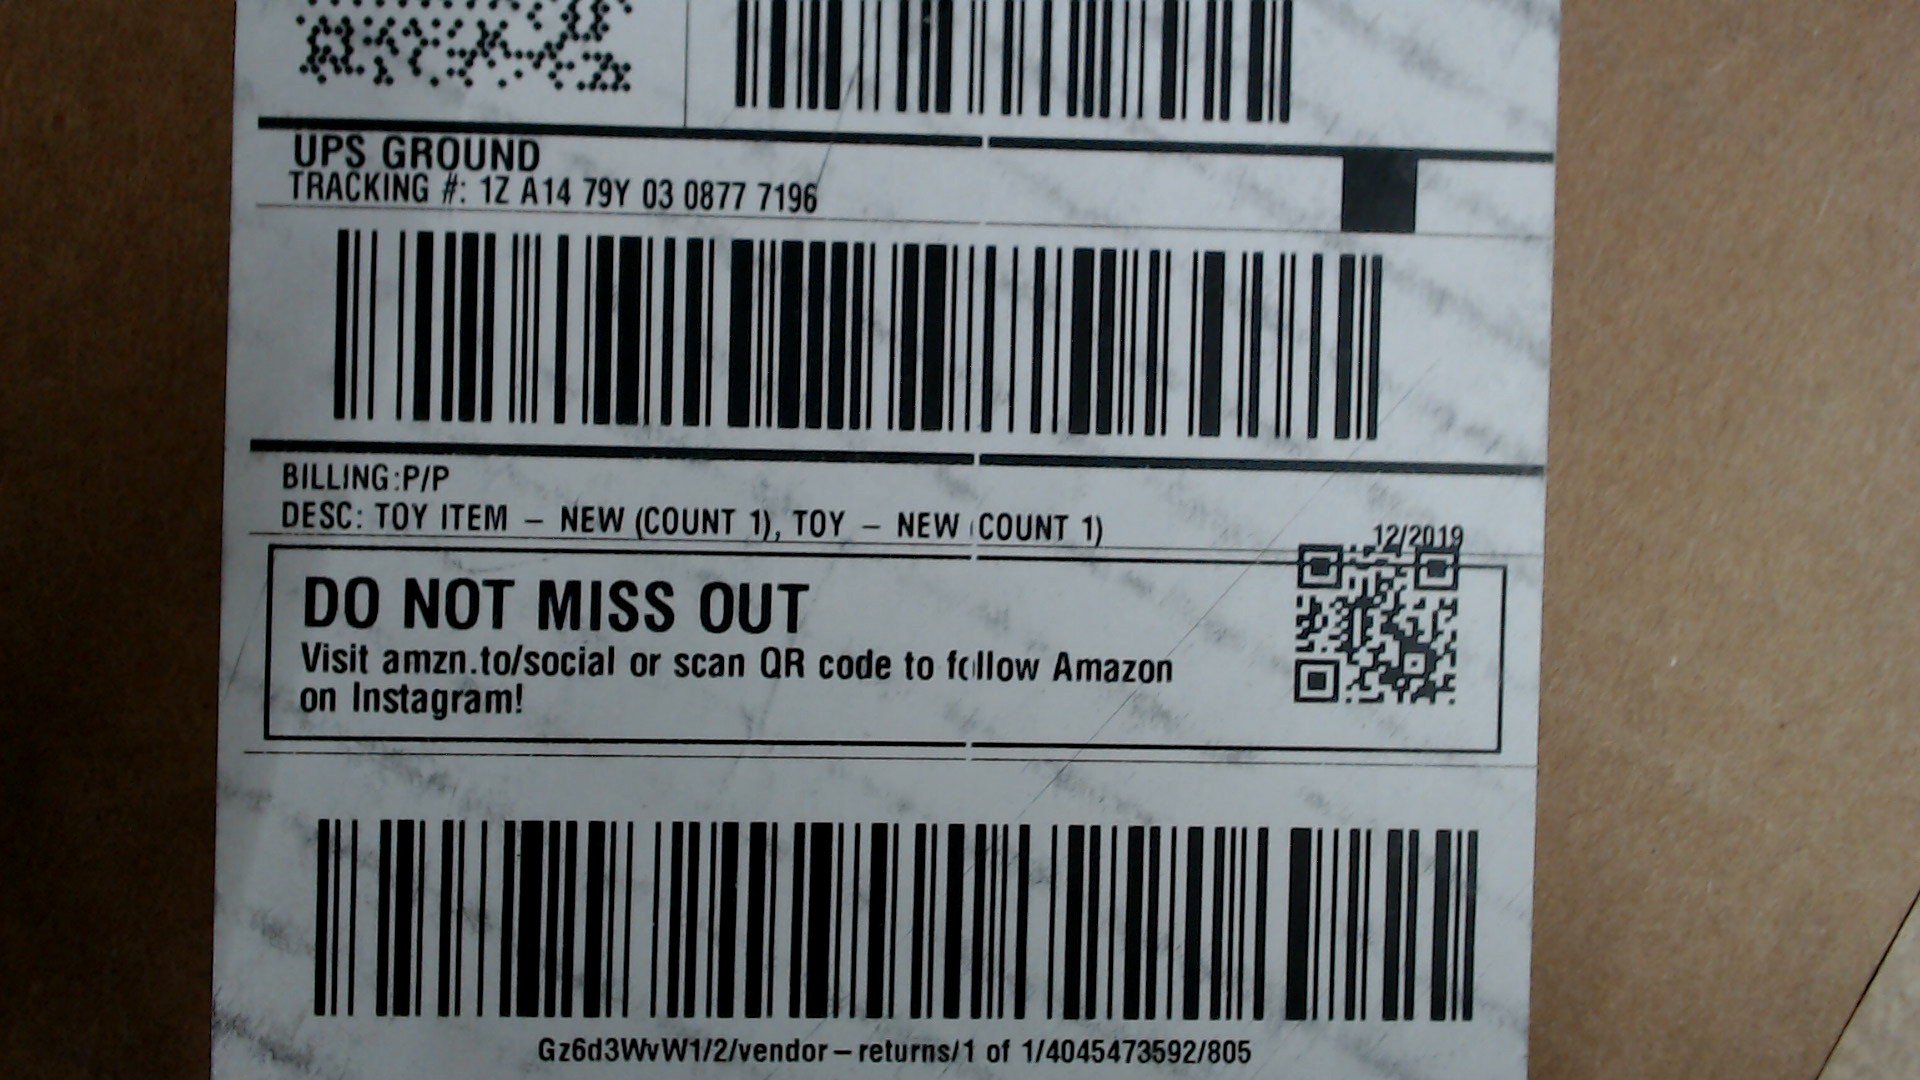 UPS GROUND
TRACKING #: 1Z A14 79Y 03 0877 7196
BILLING:P/P
DESC: TOY ITEM – NEW (COUNT 1), TOY – NEW (COUNT 1)
12/2019
DO NOT MISS OUT
Visit amzn.to/social or scan QR code to follow Amazon
on Instagram!
Gz6d3WvW1/2/vendor–returns/1 of 1/4045473592/805